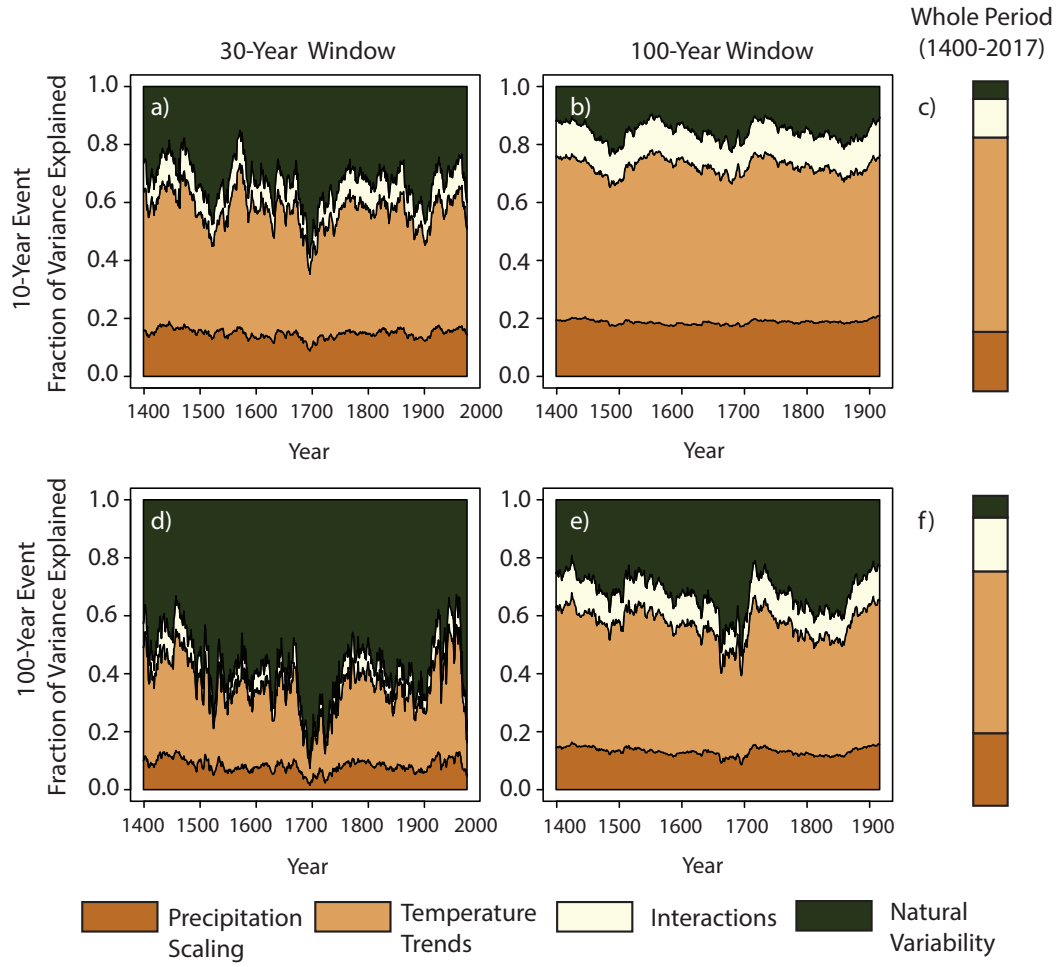 Whole Period
(1400-2017)
30-Year Window
100-Year Window
10-Year Event
Fraction of Variance Explained
1.0
0.8
0.6
0.4
0.2
0.0
a)
1400 1500 1600 1700 1800 1900 2000
Year
1.0
0.8
0.6
0.4
0.2
0.0
b)
1400 1500 1600 1700 1800 1900
Year
c)
100-Year Event
Fraction of Variance Explained
1.0
0.8
0.6
0.4
0.2
0.0
d)
1400 1500 1600 1700 1800 1900 2000
Year
1.0
0.8
0.6
0.4
0.2
0.0
e)
1400 1500 1600 1700 1800 1900
Year
f)
Precipitation
Scaling
Temperature
Trends
Interactions
Natural
Variability